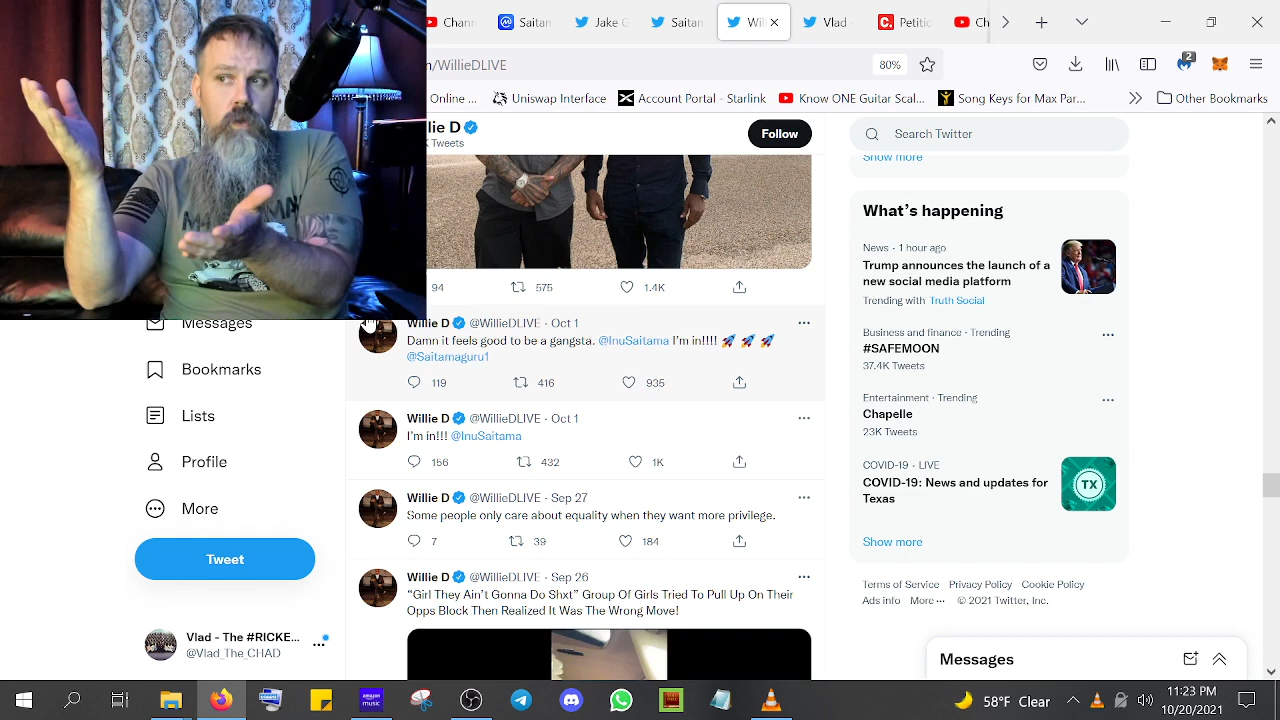 Chann
Saitan
Jake C
Saitan
Wil
Vlad
Petitic
Ch
/WillieDLIVE
80%
2
Online ...
Uniswap Interface
Account Portal - Starlink
Know ONE Guitar Scal...
Song Keys for Max Par...
Other Bookmarks
lie D
Tweets
Follow
Search Twitter
Show more
What's happening
News · 1 hour ago
Trump announces the launch of a
new social media platform
Trending with Truth Social
Business and finance · Trending
#SAFEMOON
37.4K Tweets
Entertainment · Trending
Chapelle
23K Tweets
COVID-19 · LIVE
COVID-19: News and updates for
Texas
TX
Show more
Terms of Service Privacy Policy Cookie Policy
Ads info More ··· © 2021 Twitter, Inc.
94 575 1.4K
Willie D @WillieDLIVE · Oct 1
Damn it feels good to be a gangsta. @InuSaitama I'm in!!!! 🚀 🚀 🚀
@Saitamaguru1
119 416 935
Willie D @WillieDLIVE · Oct 1
I'm in!!! @InuSaitama
156 432 1K
Willie D @WillieDLIVE · Sep 27
Some people only care about equality when they want more privilege.
7 39 184
Willie D @WillieDLIVE · Sep 26
“Girl They Ain't Gonna Do Shxt” Group Of Girls Tried To Pull Up On Their
Opps Block Then Realized It Was The Wrong Move!
Messages
Bookmarks
Lists
Profile
More
Tweet
Vlad - The #RICKE...
@Vlad_The_CHAD
Messages
amazon
music
58°F Clear
11:23 PM
10/20/2021